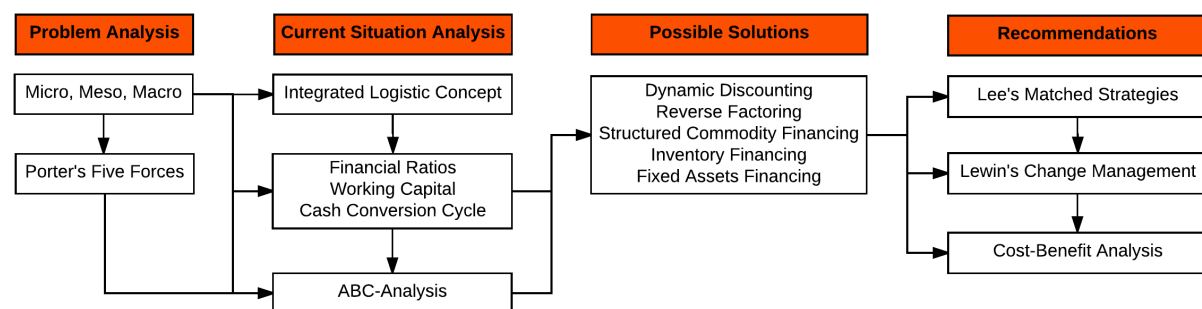 Problem Analysis
Current Situation Analysis
Possible Solutions
Recommendations
Micro, Meso, Macro
Porter's Five Forces
Integrated Logistic Concept
Financial Ratios
Working Capital
Cash Conversion Cycle
ABC-Analysis
Dynamic Discounting
Reverse Factoring
Structured Commodity Financing
Inventory Financing
Fixed Assets Financing
Lee's Matched Strategies
Lewin's Change Management
Cost-Benefit Analysis